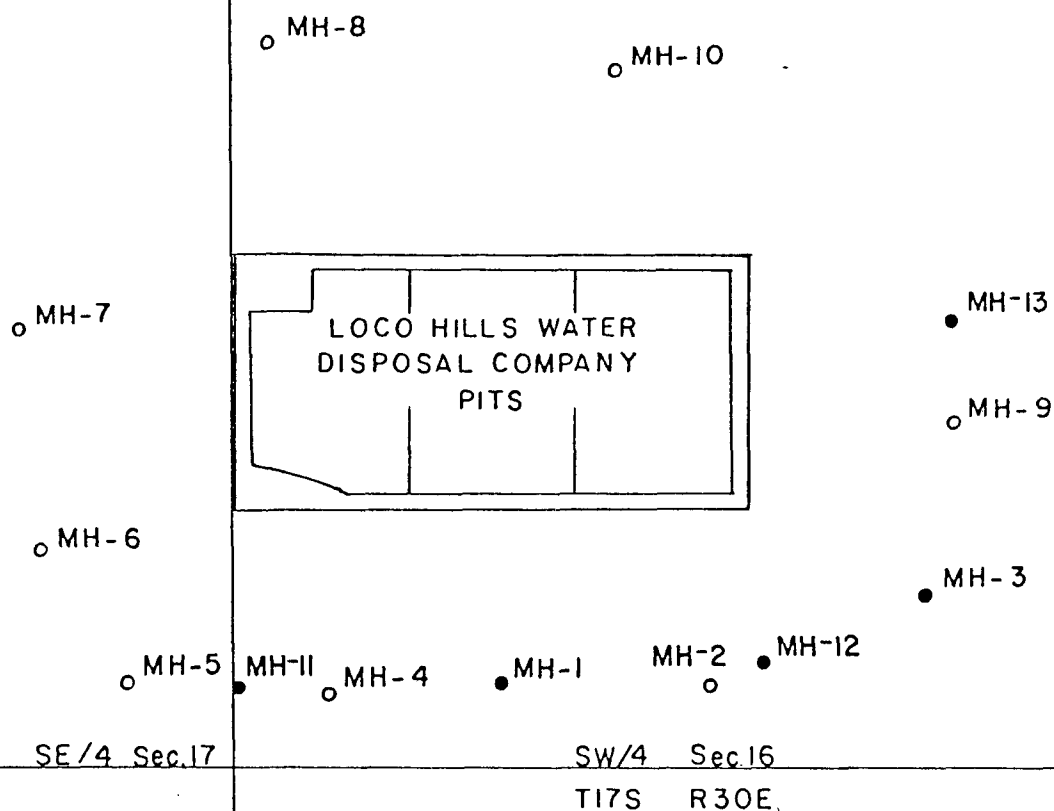 MH-8
MH-10
MH-7
LOCO HILLS WATER
DISPOSAL COMPANY
PITS
MH-13
MH-9
MH-6
MH-3
MH-5
MH-11
MH-4
MH-1
MH-2
MH-12
SE/4 Sec.17
SW/4 Sec.16
T17S R30E.